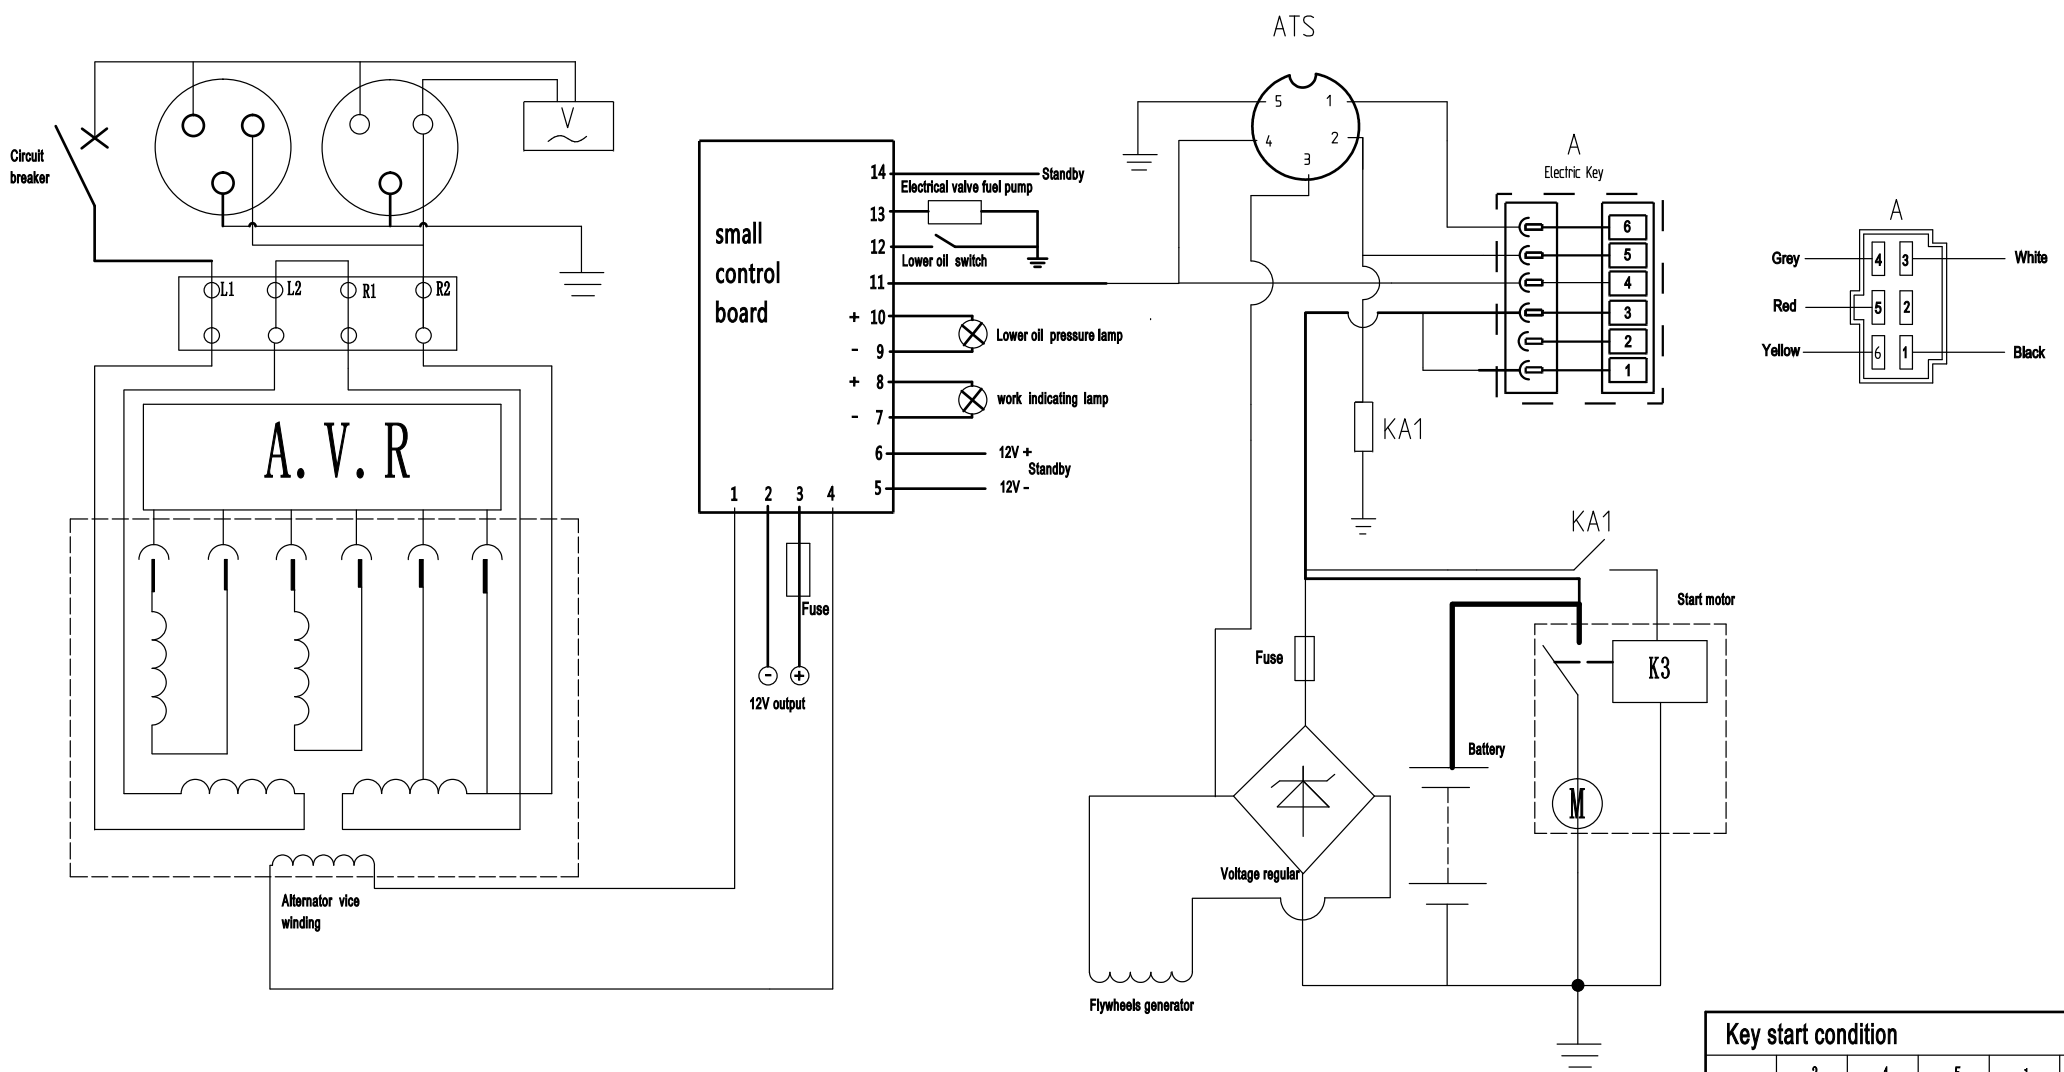 ATS
Circuit
breaker
V
L1
L2
R1
R2
A.V.R
Alternator vice
winding
small
control
board
14
Standby
Electrical valve fuel pump
13
12
Lower oil switch
11
+ 10
- 9
Lower oil pressure lamp
+ 8
- 7
work indicating lamp
6
12V +
Standby
5
12V -
1 2 3 4
Fuse
- +
12V output
5 1
4 2
3
A
Electric Key
6
5
4
3
2
1
KA1
KA1
Start motor
K3
Fuse
Battery
M
Voltage regular
Flywheels generator
A
Grey 4 3 White
Red 5 2
Yellow 6 1 Black
Key start condition